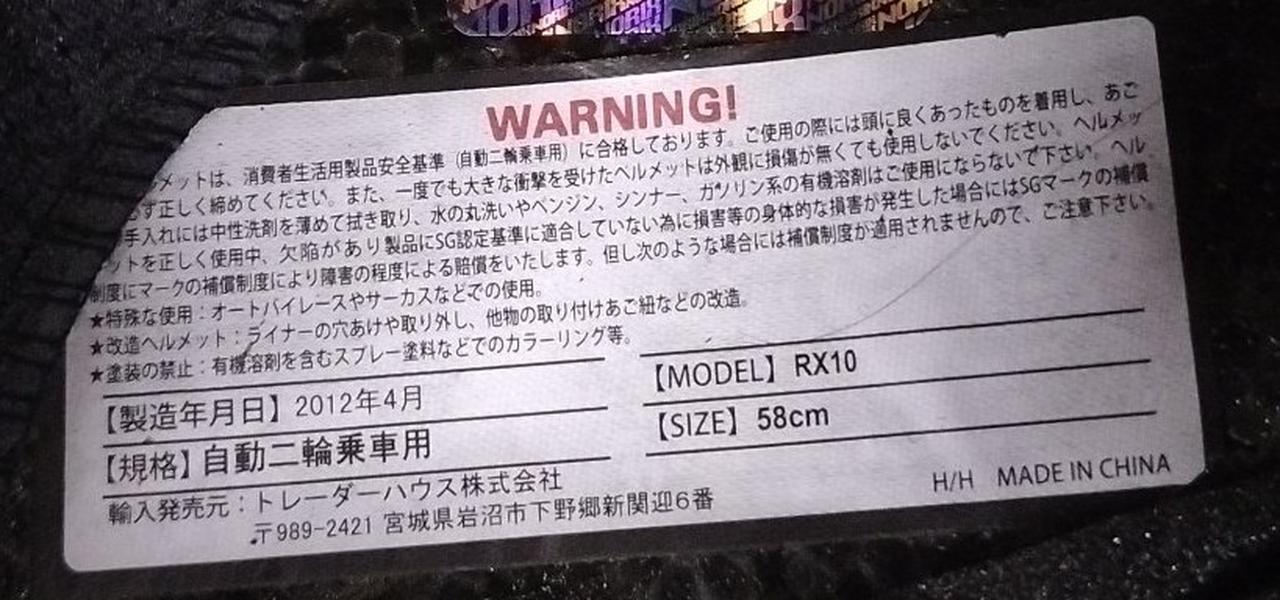 WARNING!
ルメットは、消費者生活用製品安全基準（自動二輪乗車用）に合格しております。ご使用の際には頭に良くあったものを着用し、あご
ず正しく締めてください。また、一度でも大きな衝撃を受けたヘルメットは外観に損傷が無くても使用しないでください。ヘルメッ
手入れには中性洗剤を薄めて拭き取り、水の丸洗いやベンジン、シンナー、ガソリン系の有機溶剤はご使用にならないで下さい。ヘル
ットを正しく使用中、欠陥があり製品にSG認定基準に適合していない為に損害等の身体的な損害が発生した場合にはSGマークの補償
制度にマークの補償制度により障害の程度による賠償をいたします。但し次のような場合には補償制度が適用されませんので、ご注意下さい。
★特殊な使用：オートバイレースやサーカスなどでの使用。
★改造ヘルメット：ライナーの穴あけや取り外し、他物の取り付けあご紐などの改造。
★塗装の禁止：有機溶剤を含むスプレー塗料などでのカラーリング等。
【製造年月日】2012年4月
【MODEL】RX10
【規格】自動二輪乗車用
【SIZE】58cm
輸入発売元：トレーダーハウス株式会社
〒989-2421 宮城県岩沼市下野郷新関迎6番
H/H MADE IN CHINA